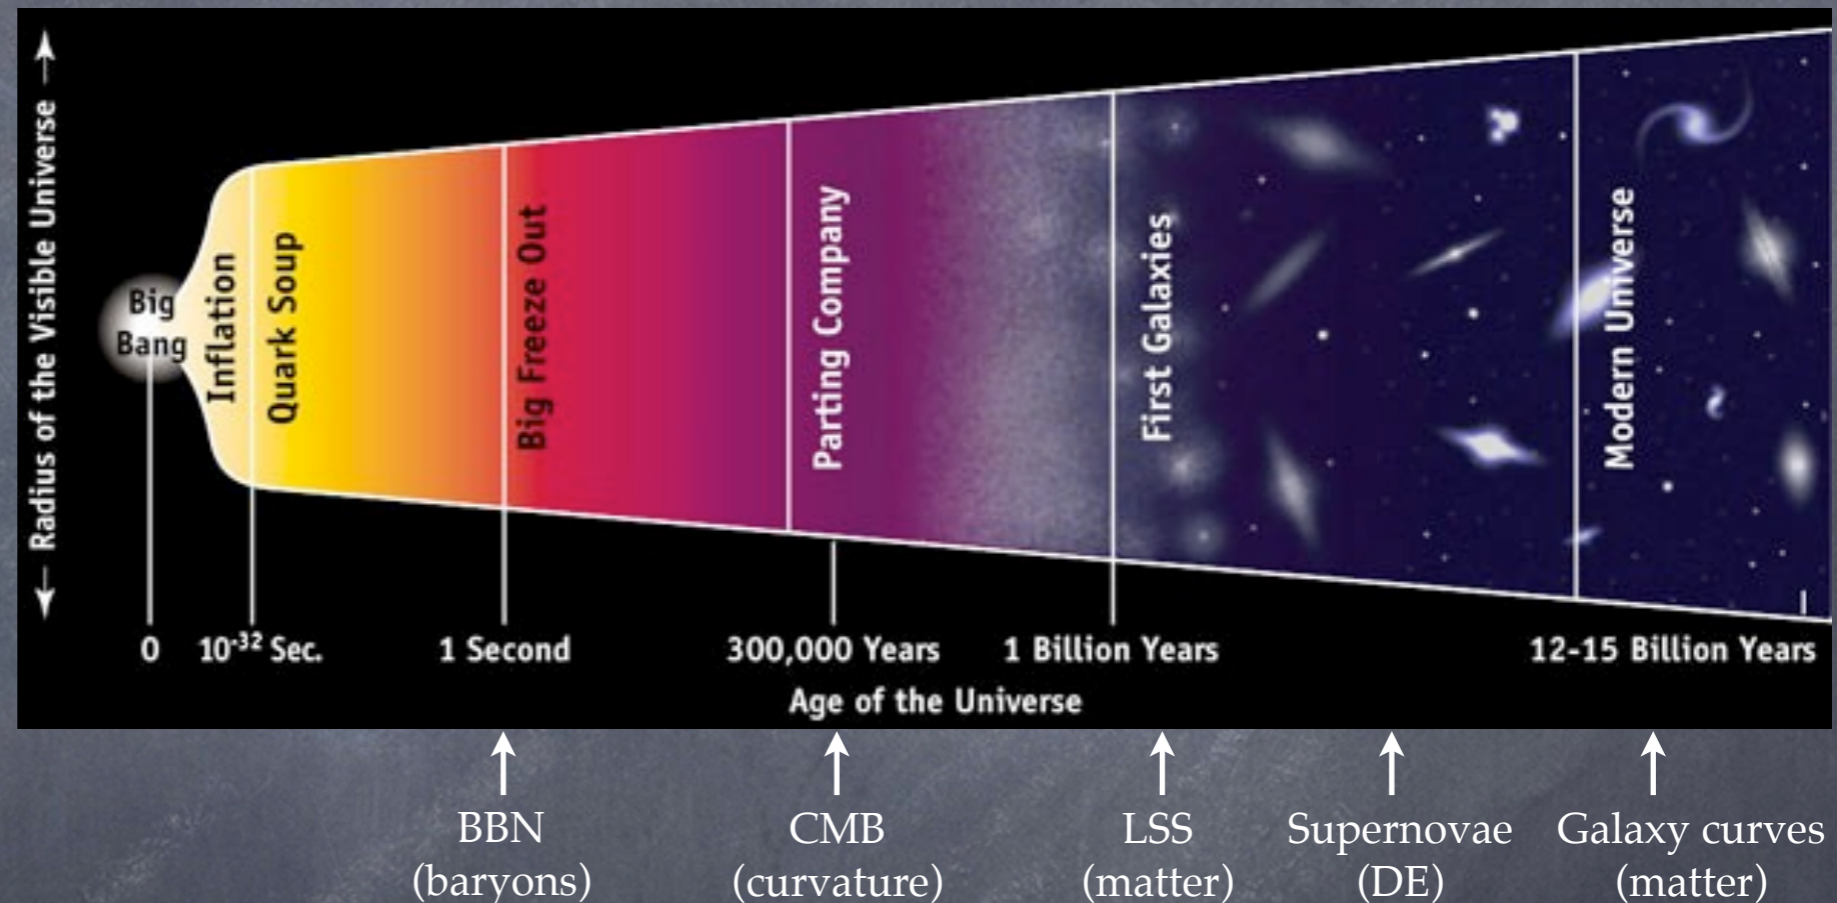 ← Radius of the Visible Universe →
Big
Bang
Inflation
Quark Soup
Big Freeze Out
Parting Company
First Galaxies
Modern Universe
0
10-32 Sec.
1 Second
300,000 Years
1 Billion Years
12-15 Billion Years
Age of the Universe
BBN
(baryons)
CMB
(curvature)
LSS
(matter)
Supernovae
(DE)
Galaxy curves
(matter)